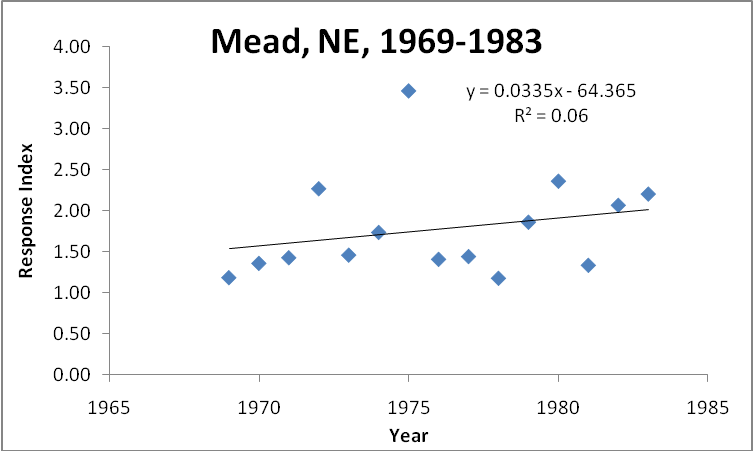 Mead, NE, 1969-1983
y = 0.0335x - 64.365
R² = 0.06
Response Index
4.00
3.50
3.00
2.50
2.00
1.50
1.00
0.50
0.00
1965 1970 1975 1980 1985
Year